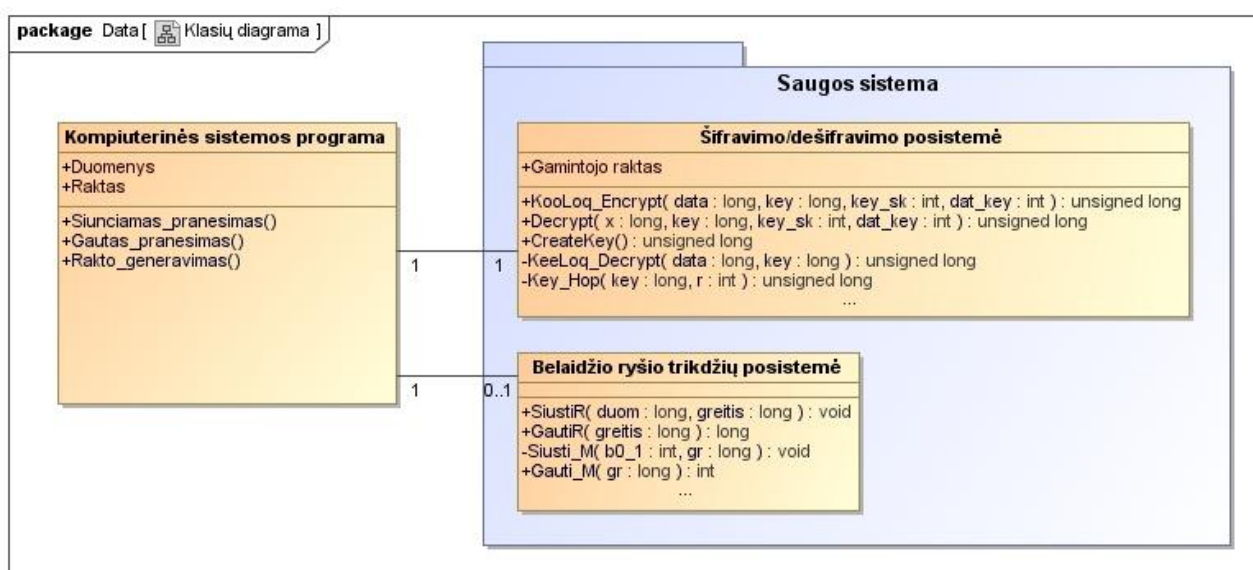 package Data [ Klasių diagrama ]
Saugos sistema
Kompiuterinės sistemos programa
+Duomenys
+Raktas
+Siunciamas_pranesimas()
+Gautas_pranesimas()
+Rakto_generavimas()
1
1
Šifravimo/dešifravimo posistemė
+Gamintojo raktas
+KooLoq_Encrypt( data : long, key : long, key_sk : int, dat_key : int ) : unsigned long
+Decrypt( x : long, key : long, key_sk : int, dat_key : int ) : unsigned long
+CreateKey() : unsigned long
-KeeLoq_Decrypt( data : long, key : long ) : unsigned long
-Key_Hop( key : long, r : int ) : unsigned long
...
1
0..1
Belaidžio ryšio trikdžių posistemė
+SiustiR( duom : long, greitis : long ) : void
+GautiR( greitis : long ) : long
-Siusti_M( b0_1 : int, gr : long ) : void
+Gauti_M( gr : long ) : int
...